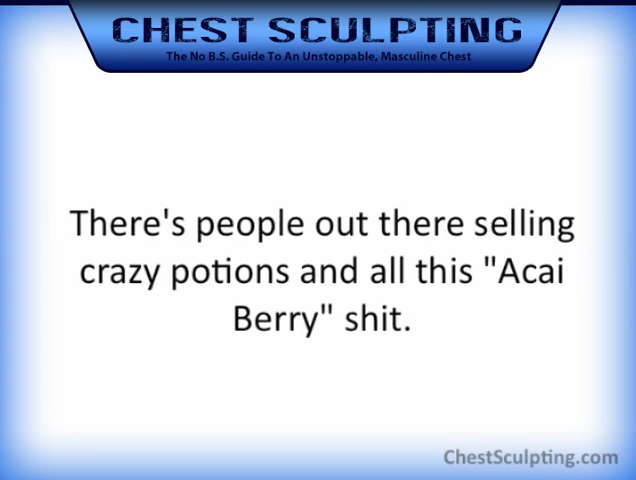 CHEST SCULPTING
The No B.S. Guide To An Unstoppable, Masculine Chest
There's people out there selling
crazy potions and all this "Acai
Berry" shit.
ChestSculpting.com